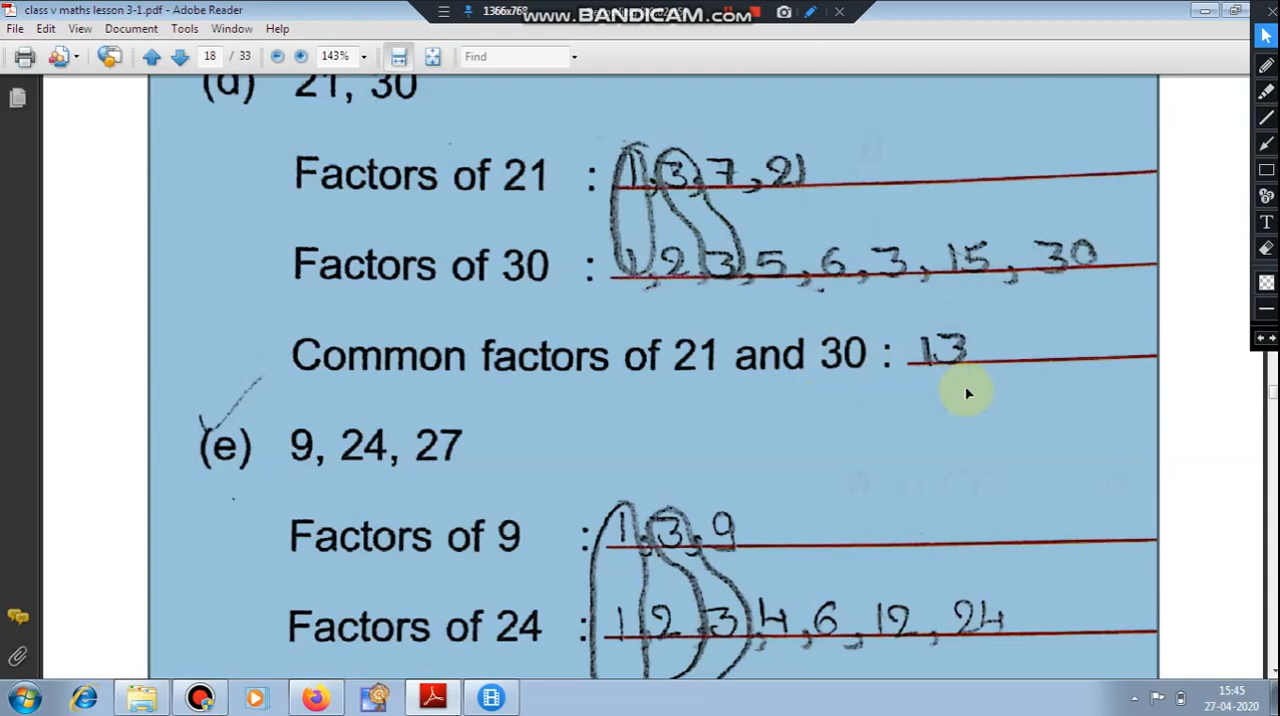 class v maths lesson 3-1.pdf - Adobe Reader
1366x768
www.BANDICAM.com
File Edit View Document Tools Window Help
18 / 33 143% Find
(d) 21, 30
Factors of 21 : 1, 3, 7, 21
Factors of 30 : 1, 2, 3, 5, 6, 3, 15, 30
Common factors of 21 and 30 : 13
(e) 9, 24, 27
Factors of 9 : 1, 3, 9
Factors of 24 : 1, 2, 3, 4, 6, 12, 24
15:45
27-04-2020